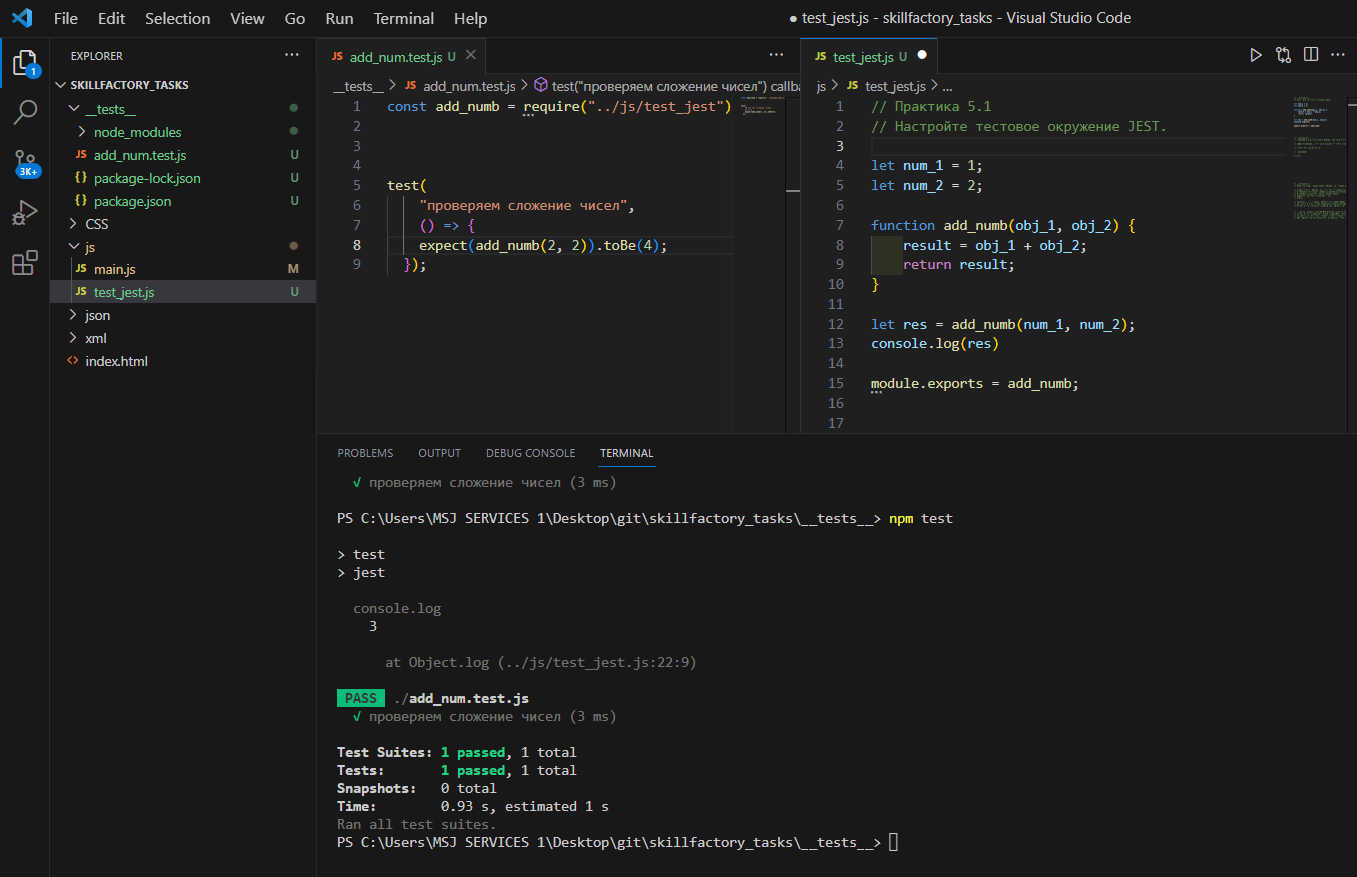 File Edit Selection View Go Run Terminal Help
● test_jest.js - skillfactory_tasks - Visual Studio Code
1
3K+
EXPLORER ···
SKILLFACTORY_TASKS
__tests__
node_modules
JS add_num.test.js U
{} package-lock.json U
{} package.json U
CSS
js
JS main.js M
JS test_jest.js U
json
xml
<> index.html
JS add_num.test.js U ×
···
__tests__ > JS add_num.test.js > test("проверяем сложение чисел") callba
1 const add_numb = require("../js/test_jest")
2
3
4
5 test(
6 "проверяем сложение чисел",
7 () => {
8 expect(add_numb(2, 2)).toBe(4);
9 });
JS test_jest.js U ●
···
js > JS test_jest.js > ...
1 // Практика 5.1
2 // Настройте тестовое окружение JEST.
3
4 let num_1 = 1;
5 let num_2 = 2;
6
7 function add_numb(obj_1, obj_2) {
8 result = obj_1 + obj_2;
9 return result;
10 }
11
12 let res = add_numb(num_1, num_2);
13 console.log(res)
14
15 module.exports = add_numb;
16
17
PROBLEMS OUTPUT DEBUG CONSOLE TERMINAL
√ проверяем сложение чисел (3 ms)
PS C:\Users\MSJ SERVICES 1\Desktop\git\skillfactory_tasks\__tests__> npm test
> test
> jest
console.log
3
at Object.log (../js/test_jest.js:22:9)
PASS ./add_num.test.js
√ проверяем сложение чисел (3 ms)
Test Suites: 1 passed, 1 total
Tests: 1 passed, 1 total
Snapshots: 0 total
Time: 0.93 s, estimated 1 s
Ran all test suites.
PS C:\Users\MSJ SERVICES 1\Desktop\git\skillfactory_tasks\__tests__>